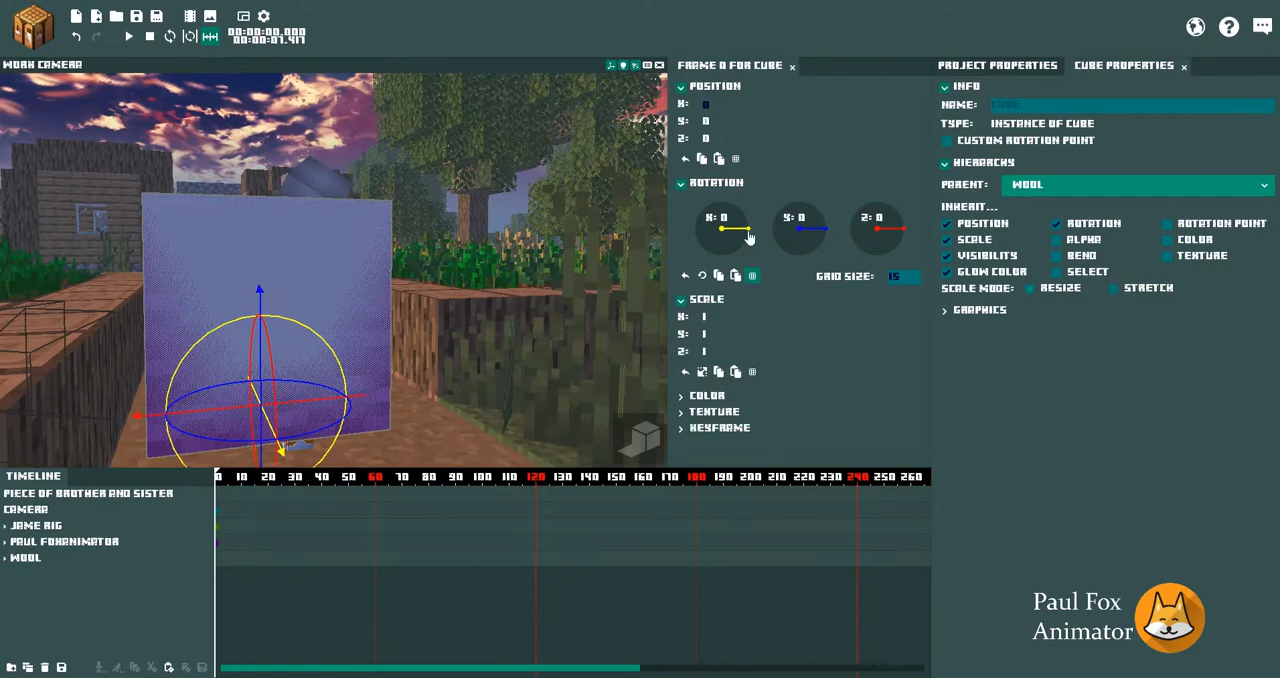 00:00:00.000
00:00:07.417
WORK CAMERA
FRAME 0 FOR CUBE
POSITION
X: 0
Y: 0
Z: 0
ROTATION
X: 0 Y: 0 Z: 0
GRID SIZE: 15
SCALE
X: 1
Y: 1
Z: 1
COLOR
TEXTURE
KEYFRAME
PROJECT PROPERTIES CUBE PROPERTIES
INFO
NAME: CUBE
TYPE: INSTANCE OF CUBE
CUSTOM ROTATION POINT
HIERARCHY
PARENT: WOOL
INHERIT...
POSITION ROTATION ROTATION POINT
SCALE ALPHA COLOR
VISIBILITY BEND TEXTURE
GLOW COLOR SELECT
SCALE MODE: RESIZE STRETCH
GRAPHICS
TIMELINE
0 10 20 30 40 50 60 70 80 90 100 110 120 130 140 150 160 170 180 190 200 210 220 230 240 250 260
PIECE OF BROTHER AND SISTER
CAMERA
JAME RIG
PAUL FOXANIMATOR
WOOL
Paul Fox
Animator